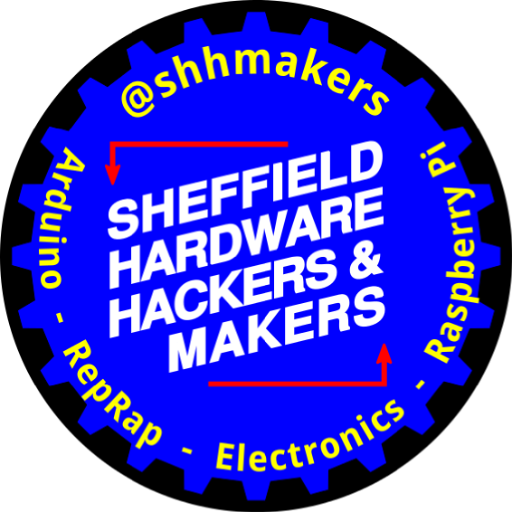 @shhmakers
SHEFFIELD
HARDWARE
HACKERS &
MAKERS
Arduino - RepRap - Electronics - Raspberry Pi